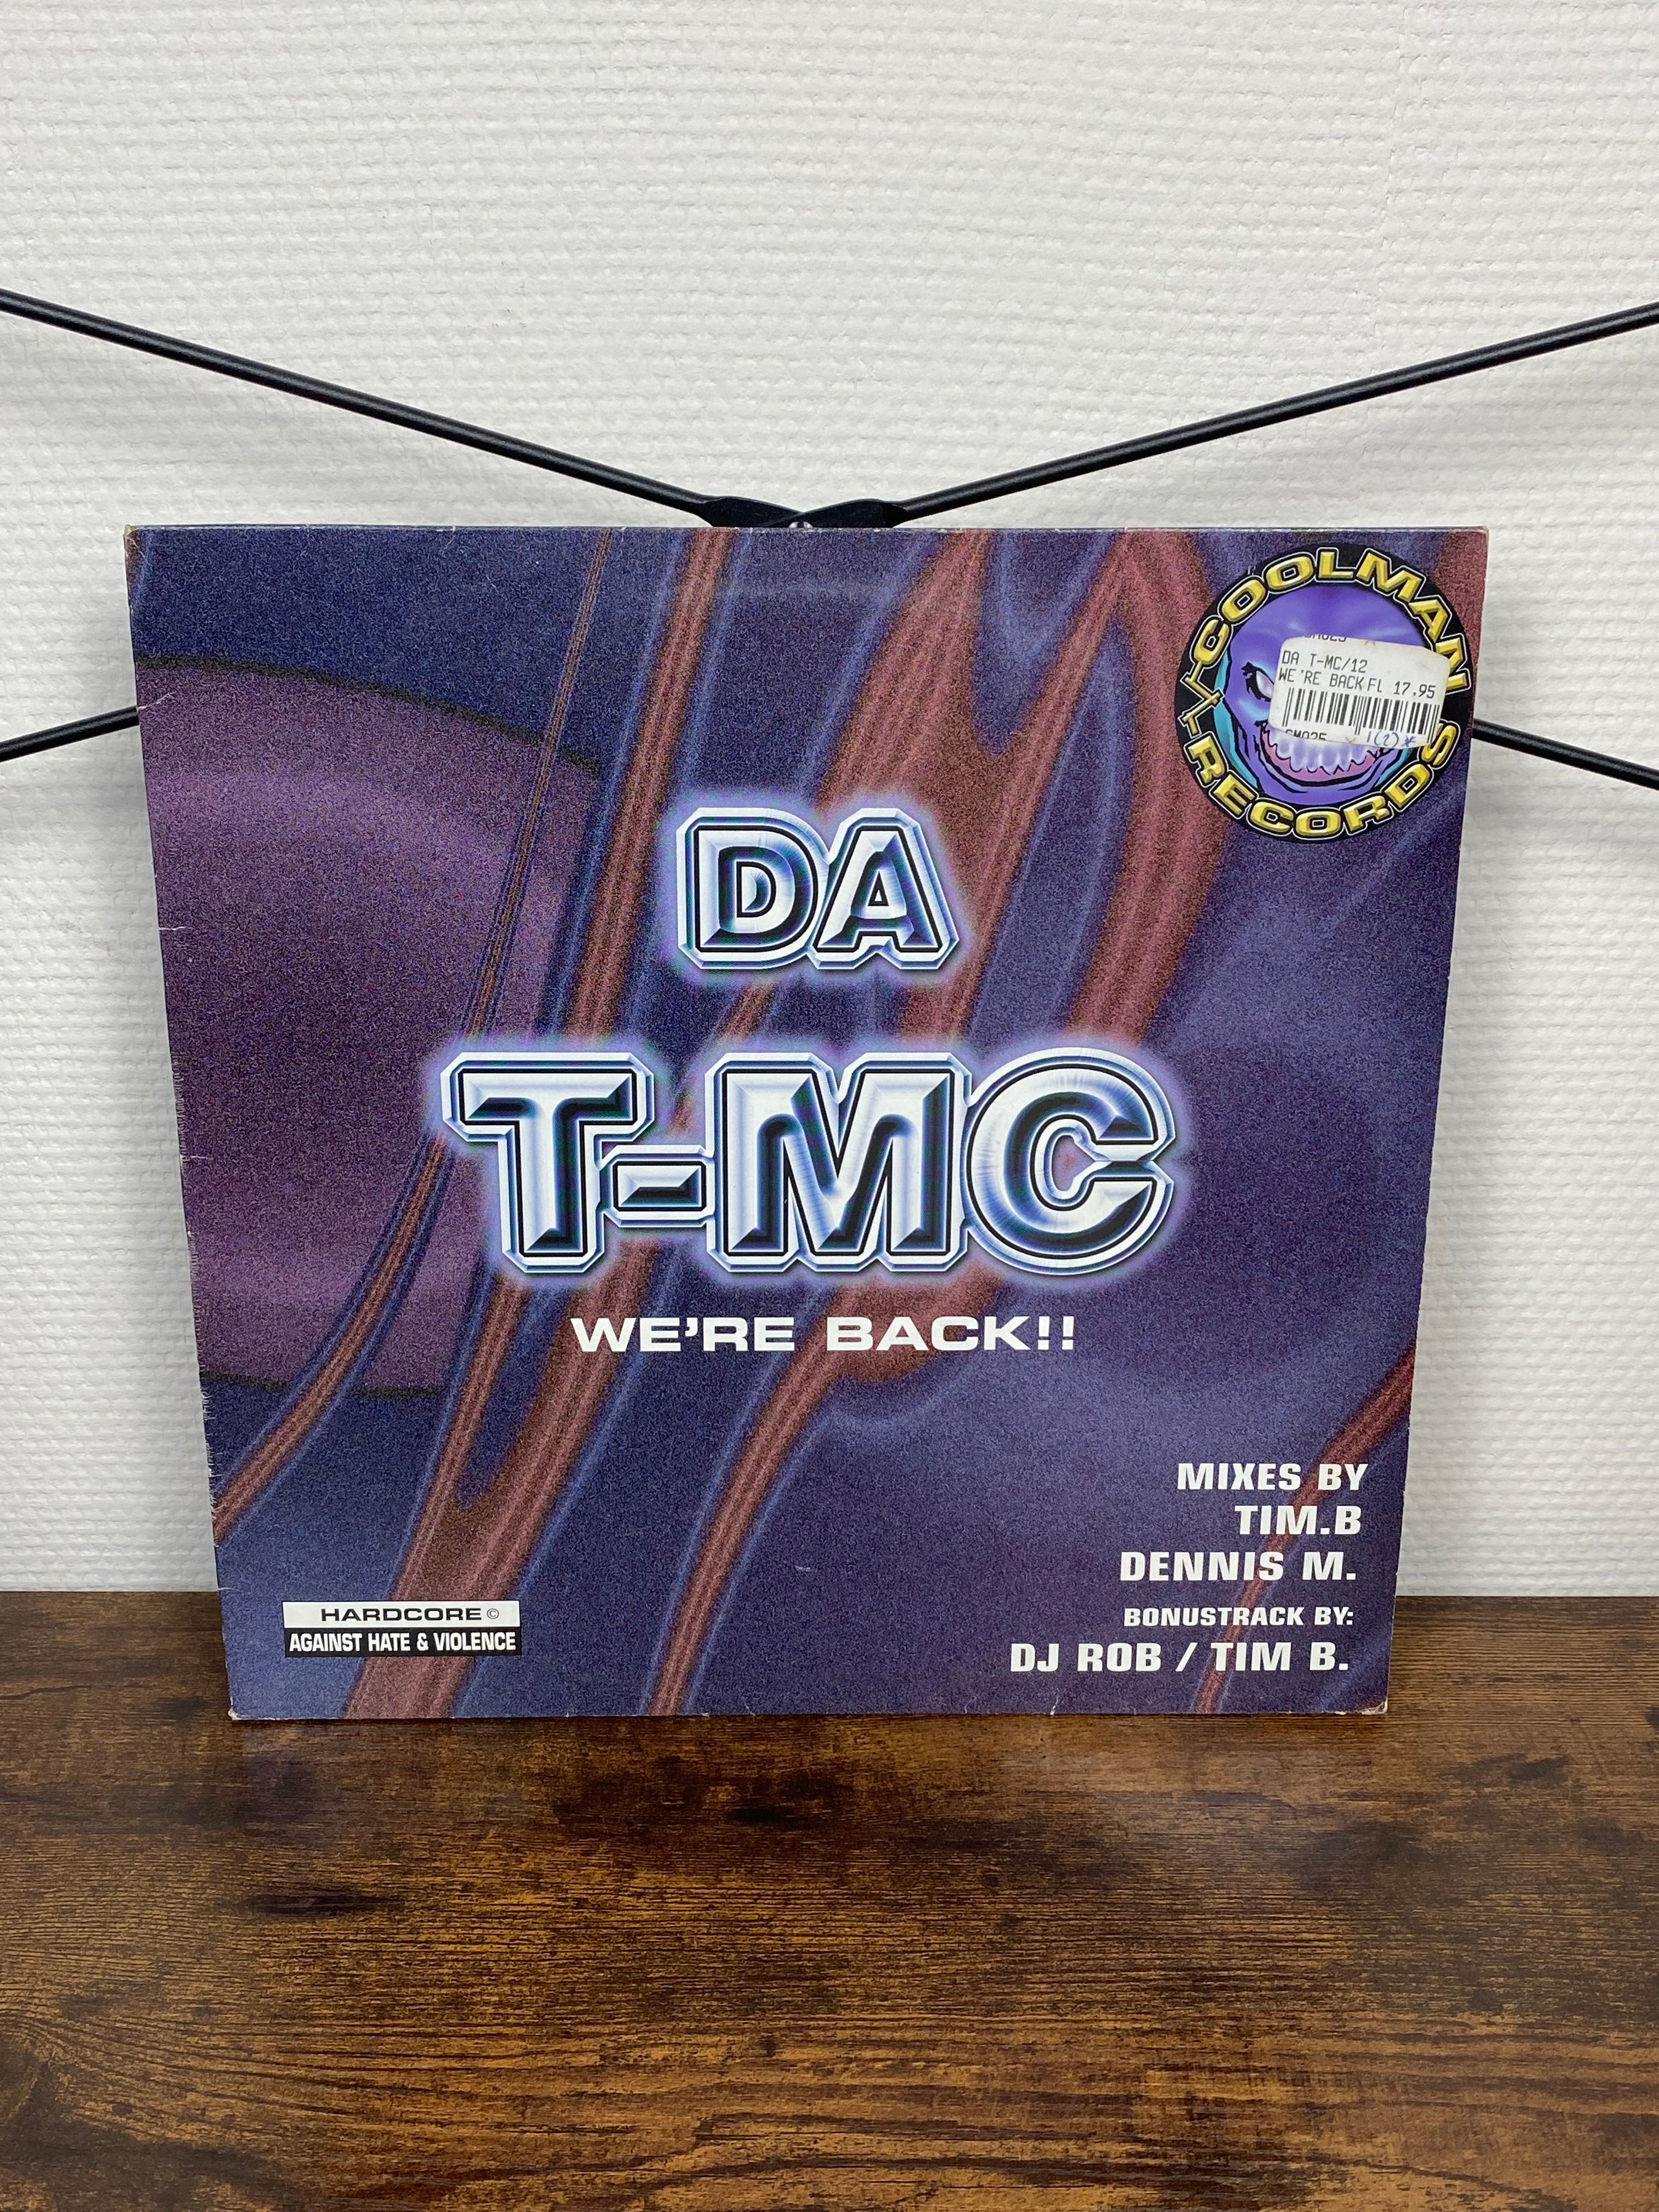 COOLMAN
RECORDS
DA T-MC/12
WE'RE BACK FL 17.95
DA
T-MC
WE'RE BACK!!
MIXES BY
TIM.B
DENNIS M.
BONUSTRACK BY:
DJ ROB / TIM B.
HARDCORE©
AGAINST HATE & VIOLENCE